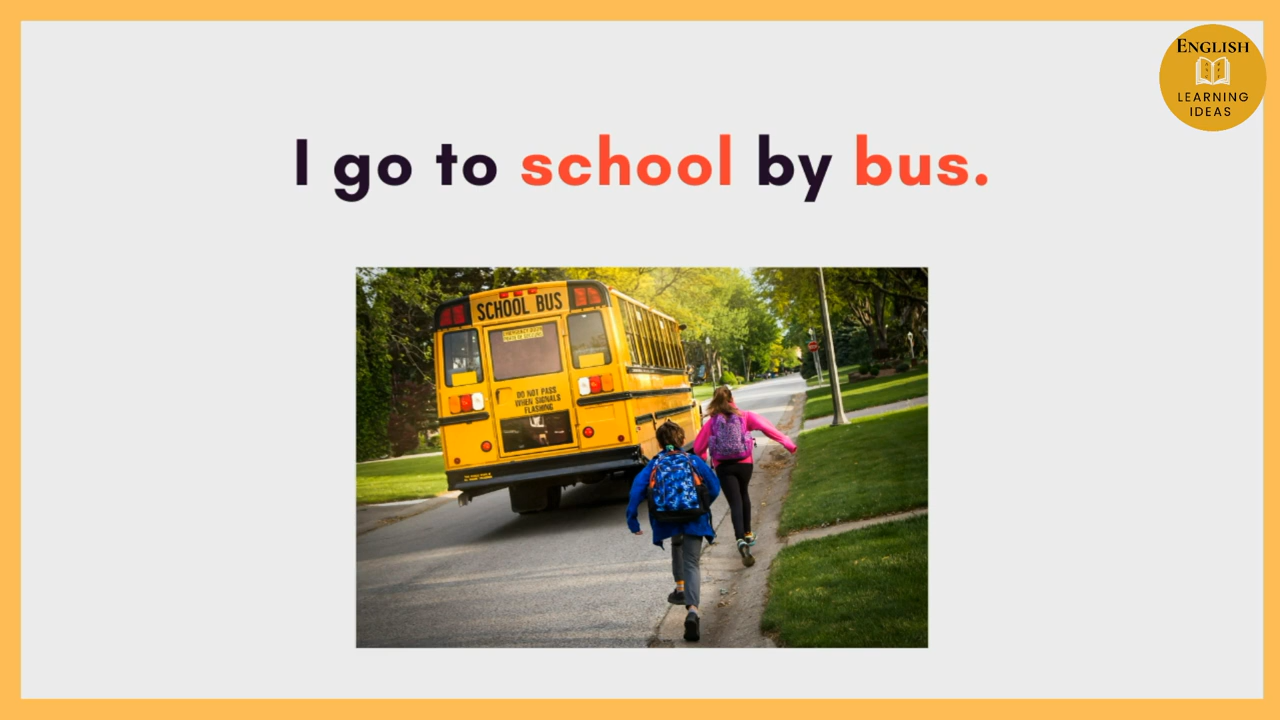 ENGLISH
LEARNING
IDEAS
I go to school by bus.
SCHOOL BUS
DO NOT PASS
WHEN SIGNALS
FLASHING